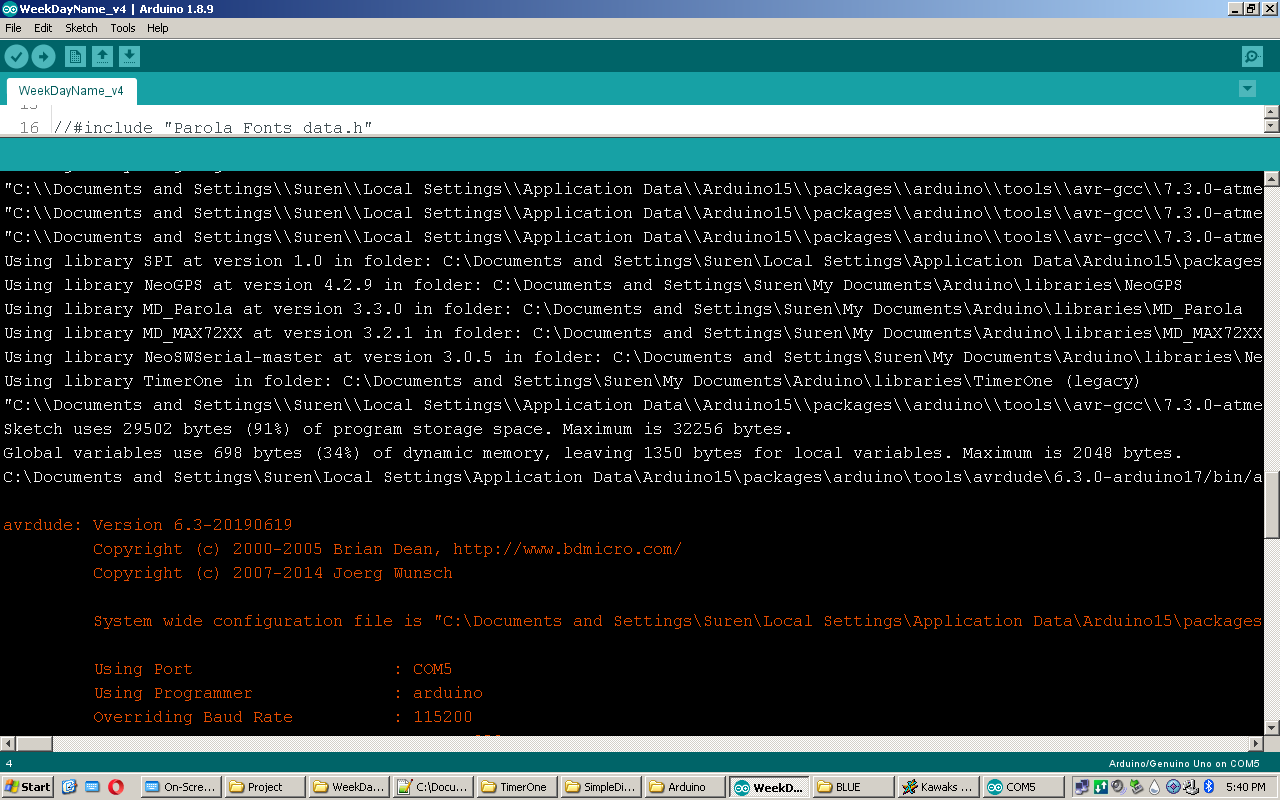 WeekDayName_v4 | Arduino 1.8.9
File Edit Sketch Tools Help
WeekDayName_v4
15
16 //#include "Parola_Fonts_data.h"
"C:\\Documents and Settings\\Suren\\Local Settings\\Application Data\\Arduino15\\packages\\arduino\\tools\\avr-gcc\\7.3.0-atme
"C:\\Documents and Settings\\Suren\\Local Settings\\Application Data\\Arduino15\\packages\\arduino\\tools\\avr-gcc\\7.3.0-atme
"C:\\Documents and Settings\\Suren\\Local Settings\\Application Data\\Arduino15\\packages\\arduino\\tools\\avr-gcc\\7.3.0-atme
Using library SPI at version 1.0 in folder: C:\Documents and Settings\Suren\Local Settings\Application Data\Arduino15\packages
Using library NeoGPS at version 4.2.9 in folder: C:\Documents and Settings\Suren\My Documents\Arduino\libraries\NeoGPS
Using library MD_Parola at version 3.3.0 in folder: C:\Documents and Settings\Suren\My Documents\Arduino\libraries\MD_Parola
Using library MD_MAX72XX at version 3.2.1 in folder: C:\Documents and Settings\Suren\My Documents\Arduino\libraries\MD_MAX72XX
Using library NeoSWSerial-master at version 3.0.5 in folder: C:\Documents and Settings\Suren\My Documents\Arduino\libraries\Ne
Using library TimerOne in folder: C:\Documents and Settings\Suren\My Documents\Arduino\libraries\TimerOne (legacy)
"C:\\Documents and Settings\\Suren\\Local Settings\\Application Data\\Arduino15\\packages\\arduino\\tools\\avr-gcc\\7.3.0-atme
Sketch uses 29502 bytes (91%) of program storage space. Maximum is 32256 bytes.
Global variables use 698 bytes (34%) of dynamic memory, leaving 1350 bytes for local variables. Maximum is 2048 bytes.
C:\Documents and Settings\Suren\Local Settings\Application Data\Arduino15\packages\arduino\tools\avrdude\6.3.0-arduino17/bin/a
avrdude: Version 6.3-20190619
Copyright (c) 2000-2005 Brian Dean, http://www.bdmicro.com/
Copyright (c) 2007-2014 Joerg Wunsch
System wide configuration file is "C:\Documents and Settings\Suren\Local Settings\Application Data\Arduino15\packages
Using Port : COM5
Using Programmer : arduino
Overriding Baud Rate : 115200
4 Arduino/Genuino Uno on COM5
Start On-Scre... Project WeekDa... C:\Docu... TimerOne SimpleDi... Arduino WeekD... BLUE Kawaks ... COM5 5:40 PM